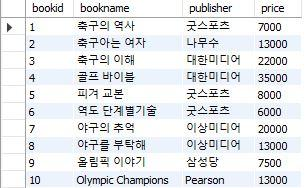 bookid bookname publisher price
1 축구의 역사 굿스포츠 7000
2 축구아는 여자 나무수 13000
3 축구의 이해 대한미디어 22000
4 골프 바이블 대한미디어 35000
5 피겨 교본 굿스포츠 8000
6 역도 단계별기술 굿스포츠 6000
7 야구의 추억 이상미디어 20000
8 야구를 부탁해 이상미디어 13000
9 올림픽 이야기 삼성당 7500
10 Olympic Champions Pearson 13000